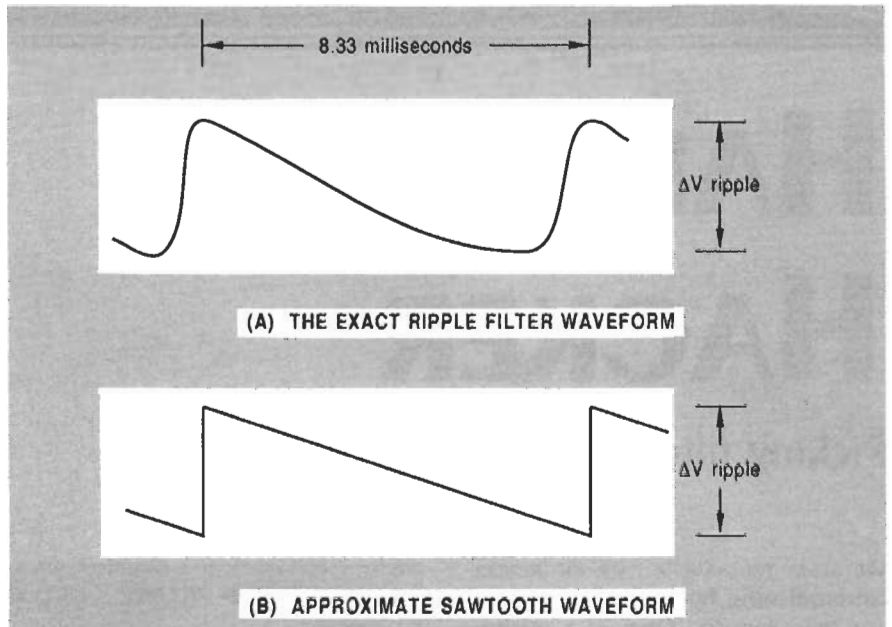 8.33 milliseconds
ΔV ripple
(A) THE EXACT RIPPLE FILTER WAVEFORM
ΔV ripple
(B) APPROXIMATE SAWTOOTH WAVEFORM